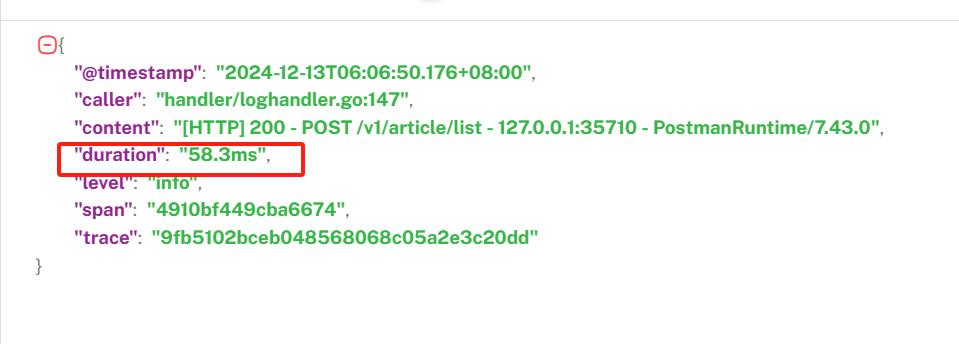 {
"@timestamp": "2024-12-13T06:06:50.176+08:00",
"caller": "handler/loghandler.go:147",
"content": "[HTTP] 200 - POST /v1/article/list - 127.0.0.1:35710 - PostmanRuntime/7.43.0",
"duration": "58.3ms",
"level": "info",
"span": "4910bf449cba6674",
"trace": "9fb5102bceb048568068c05a2e3c20dd"
}